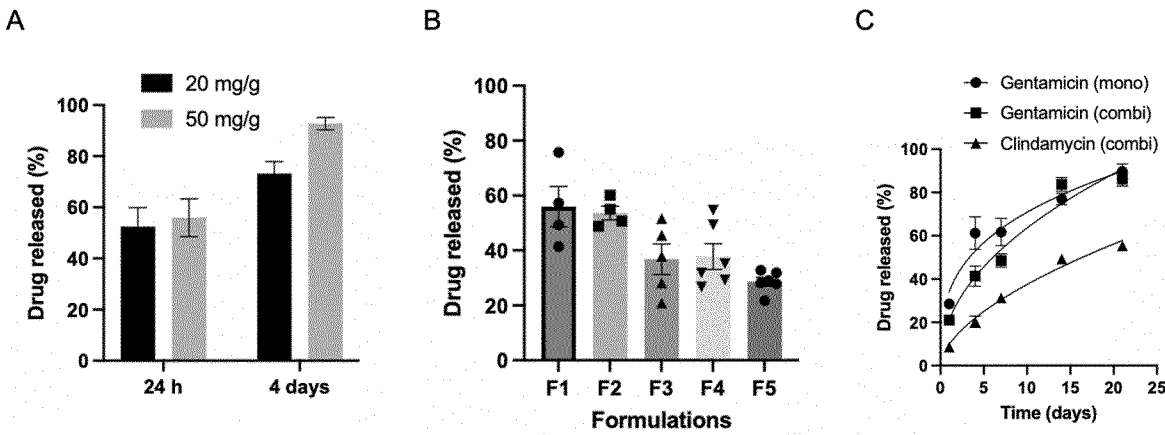 A
20 mg/g
50 mg/g
Drug released (%)
100
80
60
40
20
0
24 h
4 days
B
Drug released (%)
100
80
60
40
20
0
F1
F2
F3
F4
F5
Formulations
C
Gentamicin (mono)
Gentamicin (combi)
Clindamycin (combi)
Drug released (%)
100
80
60
40
20
0
0
5
10
15
20
25
Time (days)